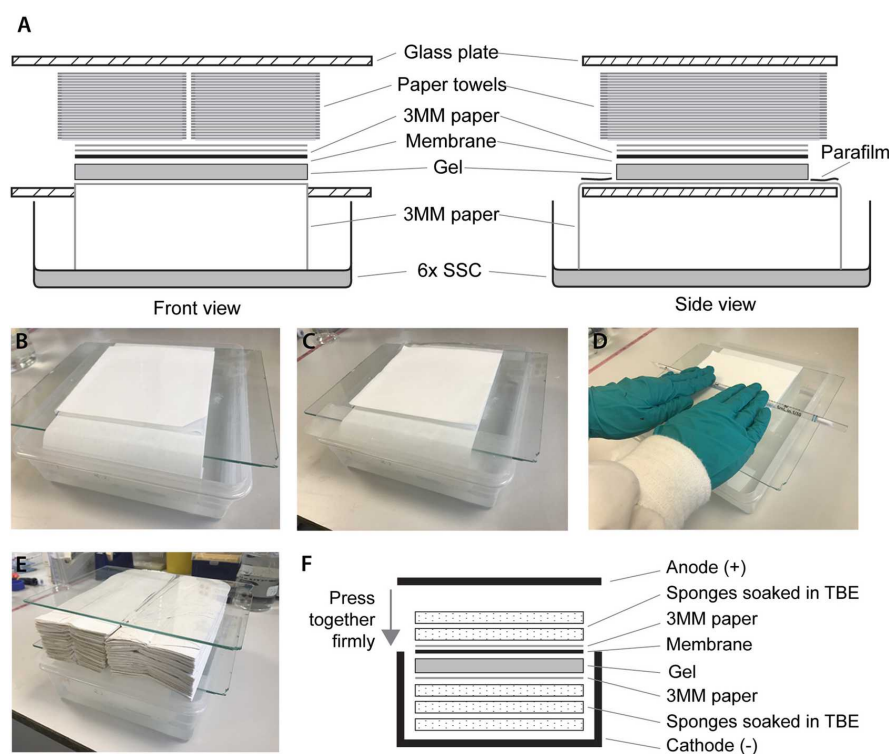 A
Glass plate
Paper towels
3MM paper
Membrane
Gel
Parafilm
3MM paper
6x SSC
Front view
Side view
B
C
D
E
F
Press
together
firmly
Anode (+)
Sponges soaked in TBE
3MM paper
Membrane
Gel
3MM paper
Sponges soaked in TBE
Cathode (-)